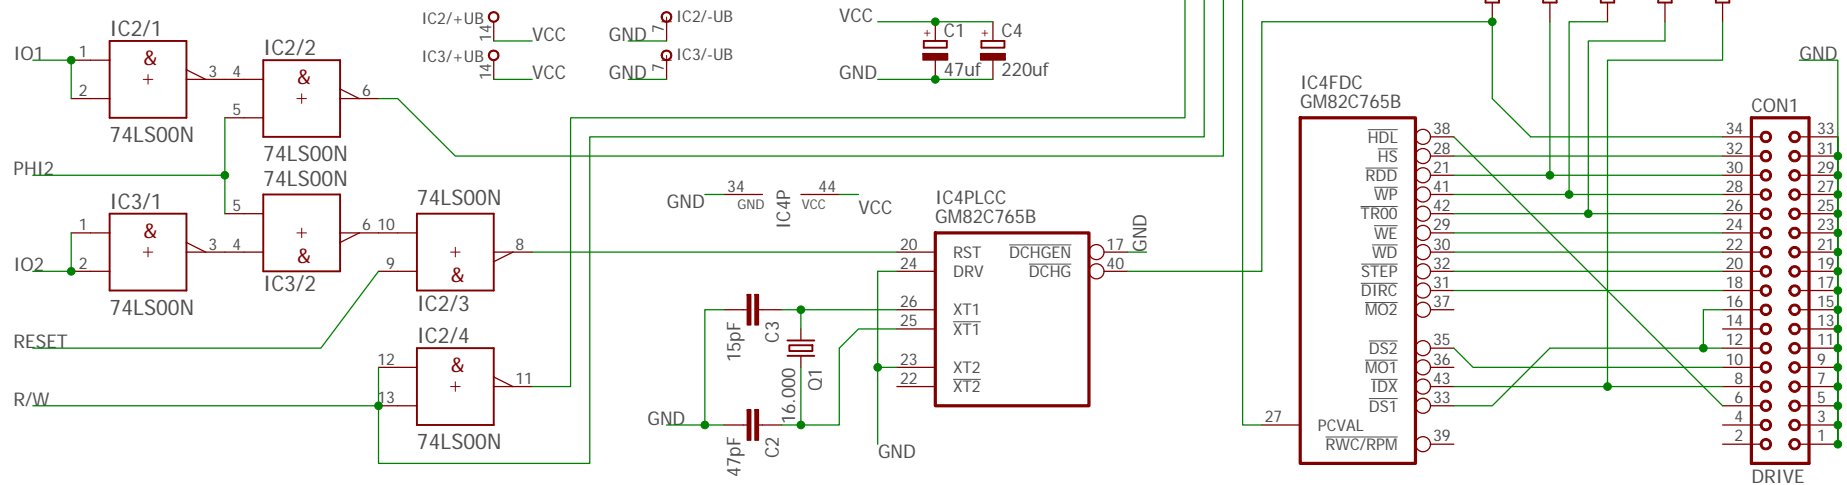 IO1
1
2
IC2/1
&
+
74LS00N
3
4
5
IC2/2
&
+
74LS00N
6
PHI2
IO2
1
2
IC3/1
&
+
74LS00N
3
4
5
74LS00N
+
&
IC3/2
6
10
9
74LS00N
+
&
IC2/3
8
RESET
R/W
12
13
IC2/4
&
+
74LS00N
11
IC2/+UB
14
VCC
IC3/+UB
14
VCC
IC2/-UB
GND
7
IC3/-UB
GND
7
VCC
GND
+
C1
47uf
+
C4
220uf
GND
34
GND
IC4P
44
VCC
VCC
IC4PLCC
GM82C765B
20
RST
24
DRV
26
XT1
25
XT1
23
XT2
22
XT2
DCHGEN
17
GND
DCHG
40
15pF
C3
16.000
Q1
GND
47pF
C2
GND
IC4FDC
GM82C765B
HDL
38
HS
28
RDD
21
WP
41
TR00
42
WE
29
WD
30
STEP
32
DIRC
31
MO2
37
DS2
35
MO1
36
IDX
43
DS1
33
27
PCVAL
RWC/RPM
39
GND
CON1
34
33
32
31
30
29
28
27
26
25
24
23
22
21
20
19
18
17
16
15
14
13
12
11
10
9
8
7
6
5
4
3
2
1
DRIVE